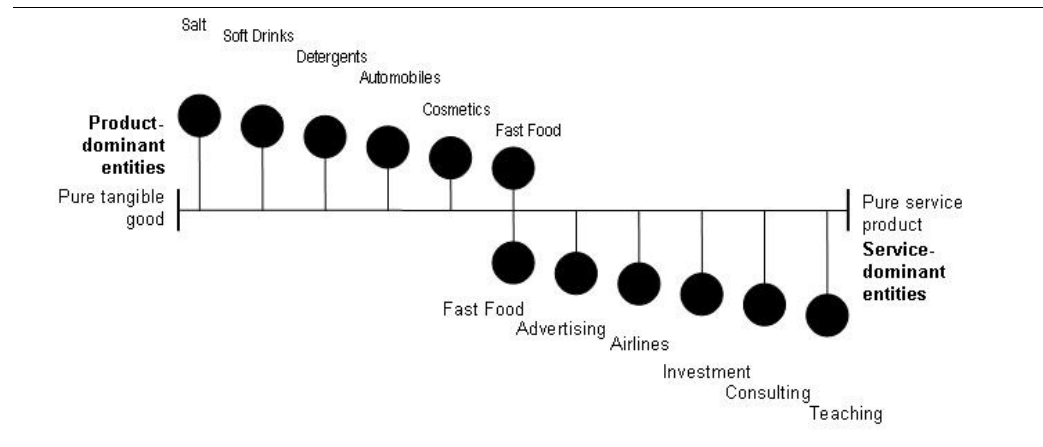 Salt
Soft Drinks
Detergents
Automobiles
Cosmetics
Fast Food
Product-
dominant
entities
Pure tangible
good
Pure service
product
Service-
dominant
entities
Fast Food
Advertising
Airlines
Investment
Consulting
Teaching